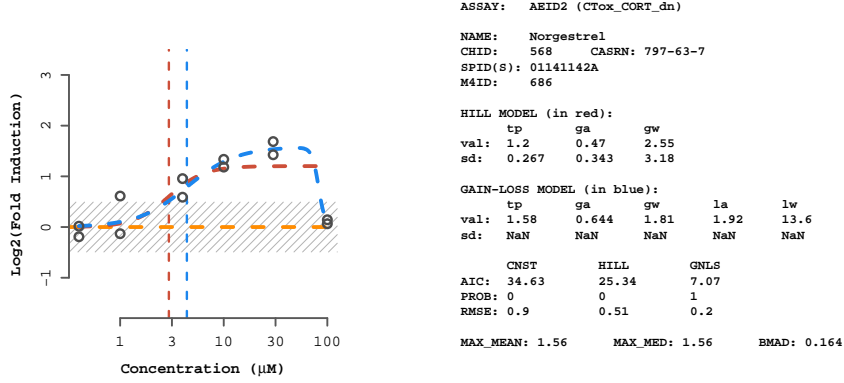 Log2(Fold Induction)
3
2
1
0
-1
1 3 10 30 100
Concentration (µM)
ASSAY: AEID2 (CTox_CORT_dn)
NAME: Norgestrel
CHID: 568 CASRN: 797-63-7
SPID(S): 01141142A
M4ID: 686
HILL MODEL (in red):
tp ga gw
val: 1.2 0.47 2.55
sd: 0.267 0.343 3.18
GAIN-LOSS MODEL (in blue):
tp ga gw la lw
val: 1.58 0.644 1.81 1.92 13.6
sd: NaN NaN NaN NaN NaN
CNST HILL GNLS
AIC: 34.63 25.34 7.07
PROB: 0 0 1
RMSE: 0.9 0.51 0.2
MAX_MEAN: 1.56 MAX_MED: 1.56 BMAD: 0.164